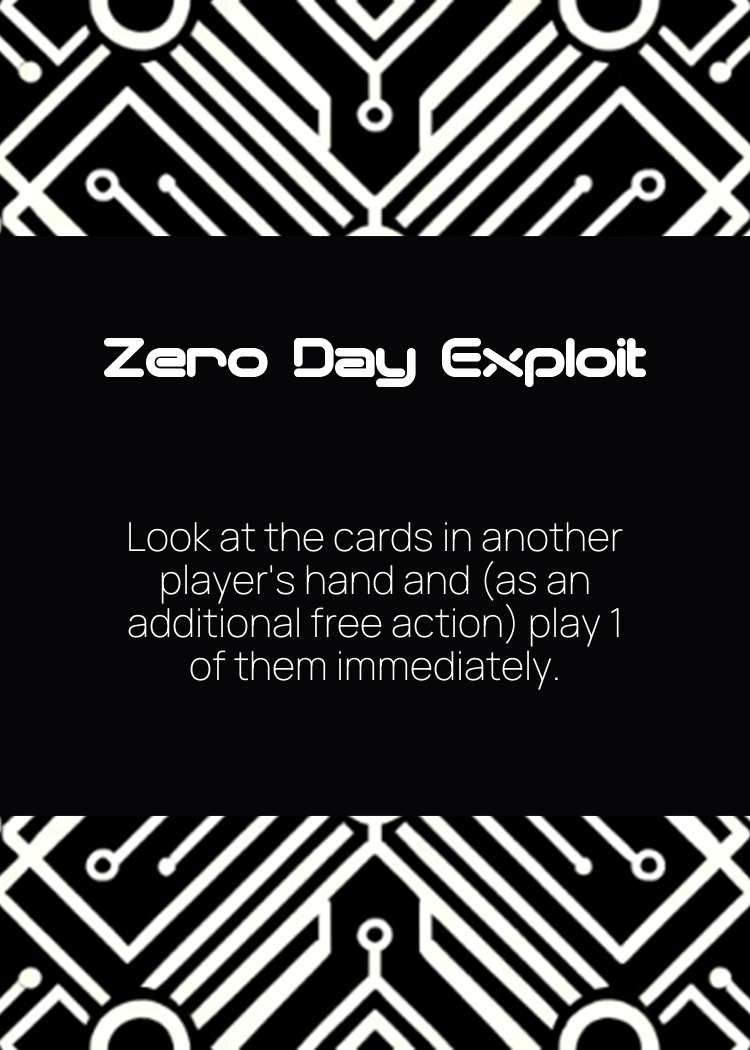 Zero Day Exploit
Look at the cards in another
player's hand and (as an
additional free action) play 1
of them immediately.